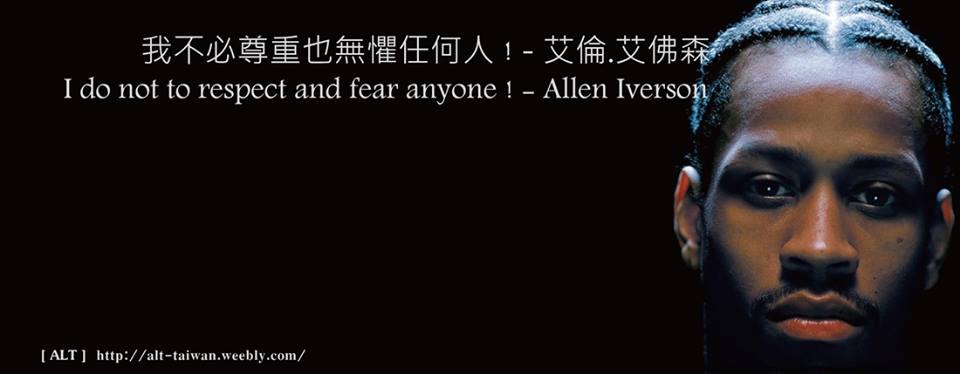 我不必尊重也無懼任何人 ! - 艾倫.艾佛森
I do not to respect and fear anyone ! - Allen Iverson
[ ALT ] http://alt-taiwan.weebly.com/